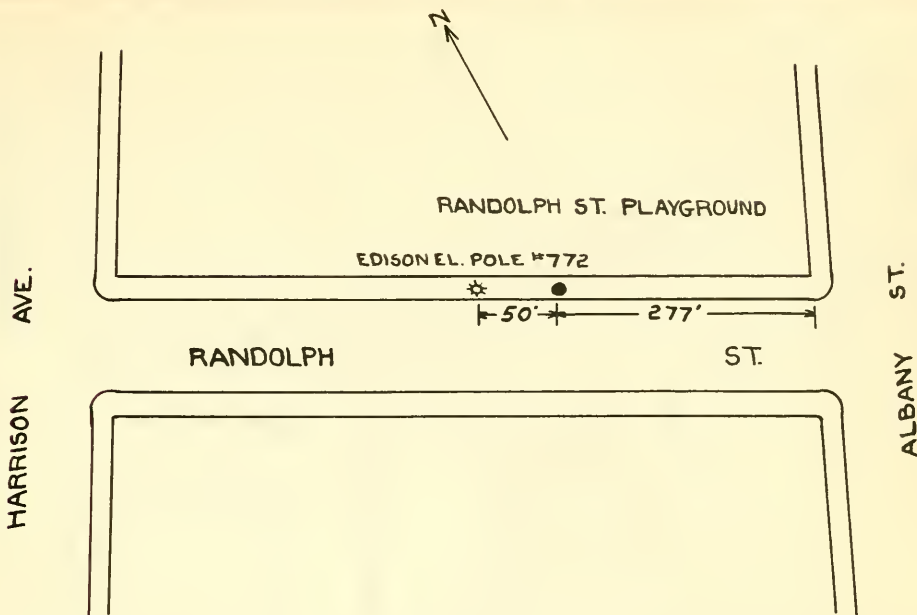 N
RANDOLPH ST. PLAYGROUND
EDISON EL. POLE #772
50'
277'
RANDOLPH ST.
HARRISON AVE.
ALBANY ST.